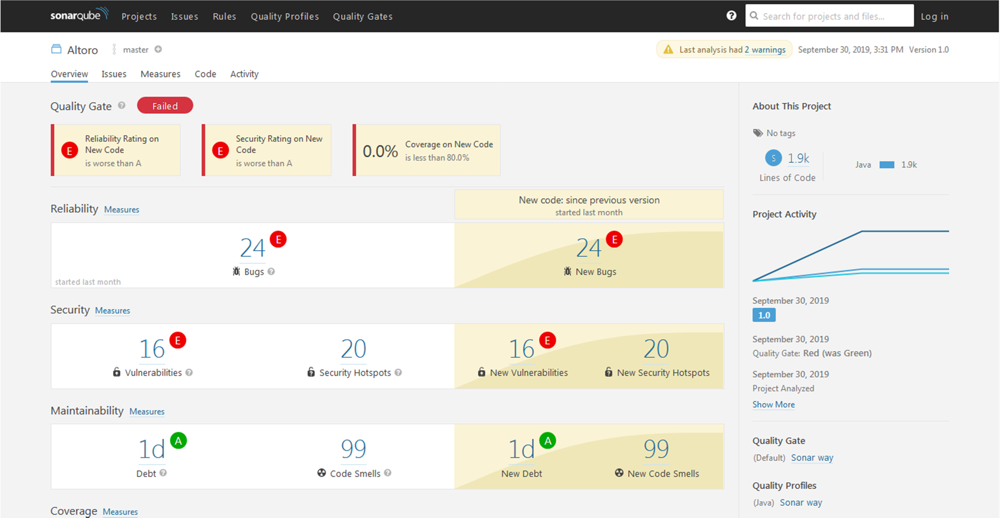 sonarqube Projects Issues Rules Quality Profiles Quality Gates Search for projects and files... Log in
Altoro master Last analysis had 2 warnings September 30, 2019, 3:31 PM Version 1.0
Overview Issues Measures Code Activity
Quality Gate Failed
E Reliability Rating on
New Code
is worse than A
E Security Rating on New
Code
is worse than A
0.0% Coverage on New Code
is less than 80.0%
New code: since previous version
started last month
Reliability Measures
24 E
Bugs
started last month
24 E
New Bugs
Security Measures
16 E
Vulnerabilities
20
Security Hotspots
16 E
New Vulnerabilities
20
New Security Hotspots
Maintainability Measures
1d A
Debt
99
Code Smells
1d A
New Debt
99
New Code Smells
Coverage Measures
About This Project
No tags
S 1.9k
Lines of Code
Java 1.9k
Project Activity
September 30, 2019
1.0
September 30, 2019
Quality Gate: Red (was Green)
September 30, 2019
Project Analyzed
Show More
Quality Gate
(Default) Sonar way
Quality Profiles
(Java) Sonar way